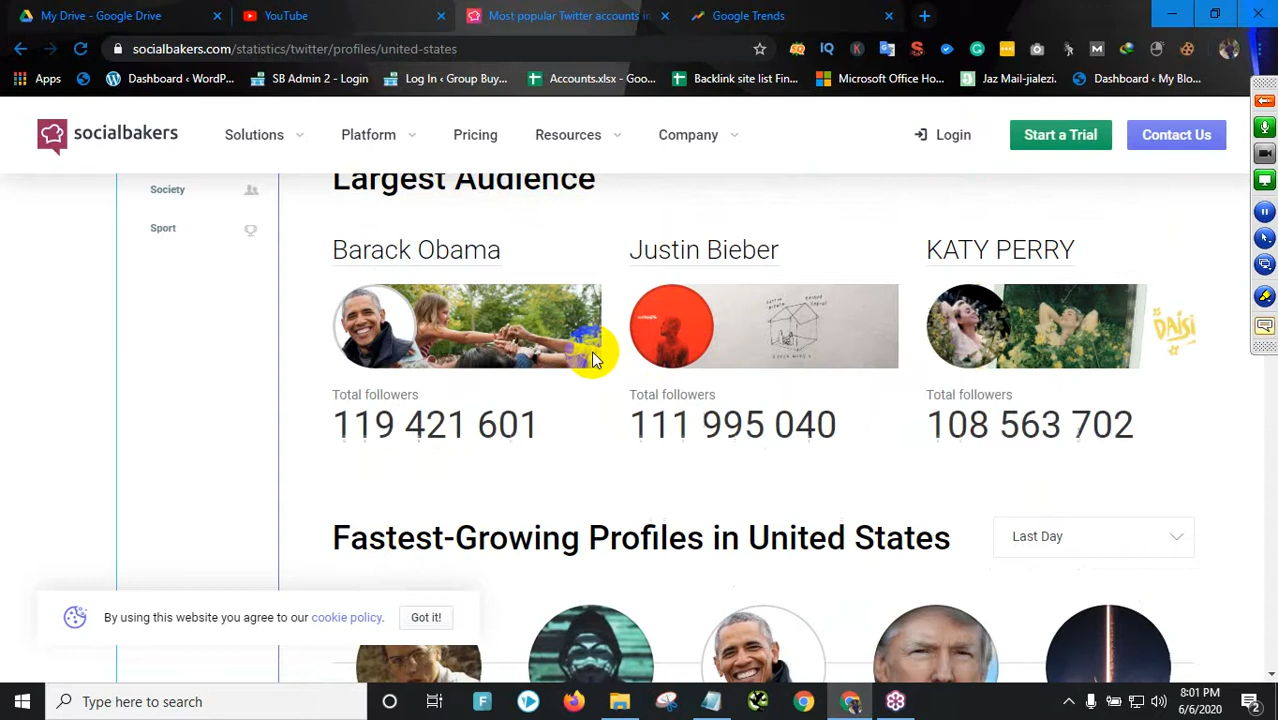 My Drive - Google Drive
YouTube
Most popular Twitter accounts in
Google Trends
socialbakers.com/statistics/twitter/profiles/united-states
Apps
Dashboard ‹ WordP...
SB Admin 2 - Login
Log In ‹ Group Buy...
Accounts.xlsx - Goo...
Backlink site list Fin...
Microsoft Office Ho...
Jaz Mail-jialezi.
Dashboard ‹ My Blo...
socialbakers
Solutions
Platform
Pricing
Resources
Company
Login
Start a Trial
Contact Us
Society
Sport
Largest Audience
Barack Obama
Justin Bieber
KATY PERRY
DAISI
Total followers
119 421 601
Total followers
111 995 040
Total followers
108 563 702
Fastest-Growing Profiles in United States
Last Day
By using this website you agree to our cookie policy.
Got it!
Type here to search
8:01 PM
6/6/2020